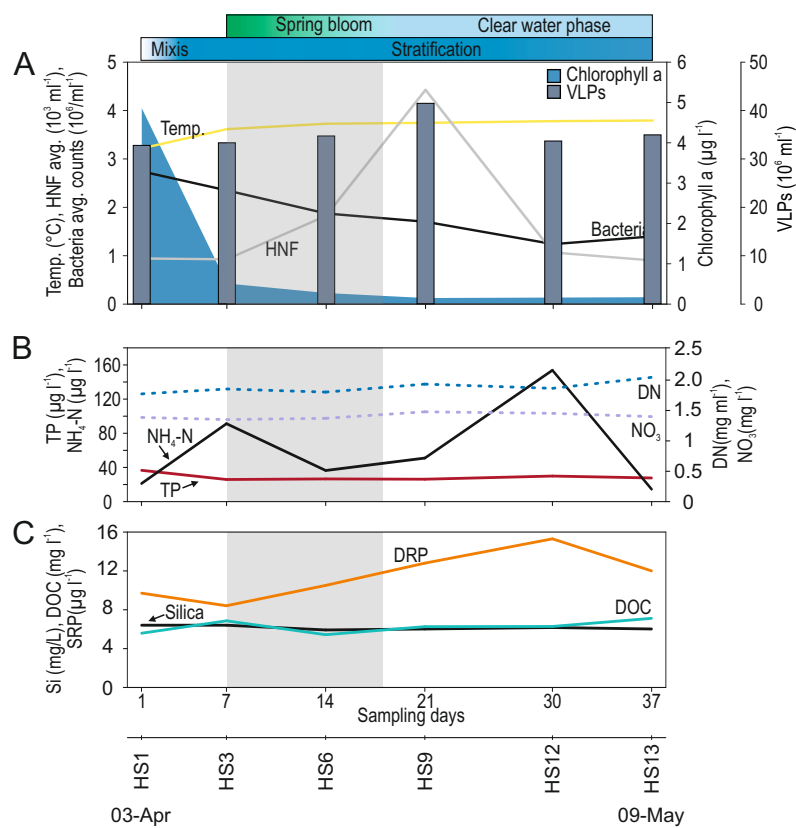 Spring bloom
Clear water phase
Mixis
Stratification
A
Temp. (°C), HNF avg. (10³ ml⁻¹)
Bacteria avg. counts (10⁶/ml⁻¹)
5
4
3
2
1
0
Chlorophyll a
VLPs
Temp.
HNF
Bacteria
6
5
4
3
2
1
0
Chlorophyll a (µg l⁻¹)
50
40
30
20
10
0
VLPs (10⁶ ml⁻¹)
B
TP (µg l⁻¹),
NH₄-N (µg l⁻¹)
160
120
80
40
0
NH₄-N
TP
DN
NO₃
2.5
2.0
1.5
1.0
0.5
0
DN(mg ml⁻¹),
NO₃(mg l⁻¹)
C
Si (mg/L), DOC (mg l⁻¹),
SRP(µg l⁻¹)
16
12
8
4
0
DRP
Silica
DOC
1 7 14 21 30 37
Sampling days
HS1 HS3 HS6 HS9 HS12 HS13
03-Apr 09-May